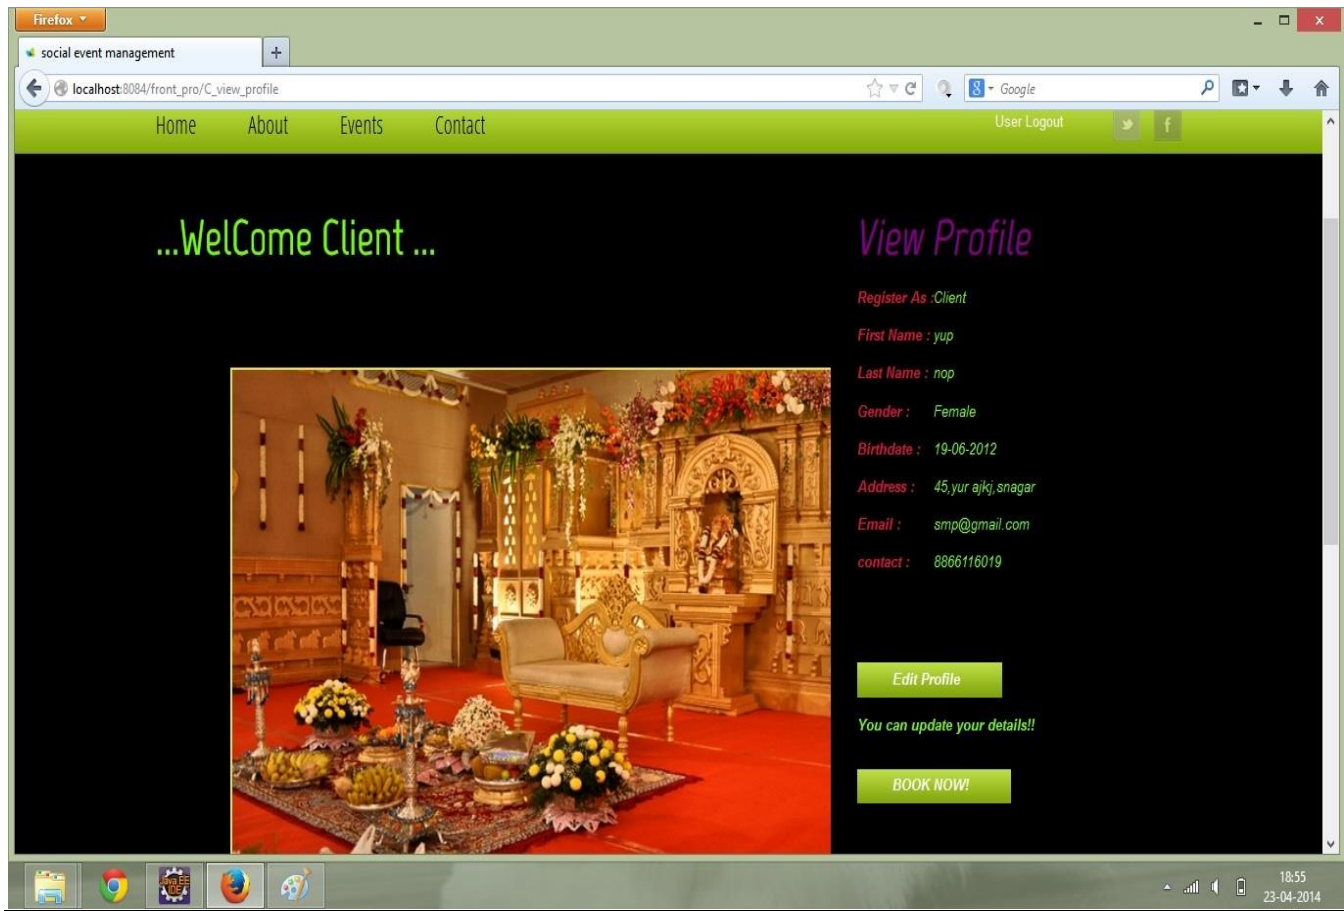 Firefox
social event management
localhost:8084/front_pro/C_view_profile
Google
Home About Events Contact
User Logout
...WelCome Client ...
View Profile
Register As :Client
First Name : yup
Last Name : nop
Gender : Female
Birthdate : 19-06-2012
Address : 45,yur ajkj,snagar
Email : smp@gmail.com
contact : 8866116019
Edit Profile
You can update your details!!
BOOK NOW!
Java EE
IDE
18:55
23-04-2014